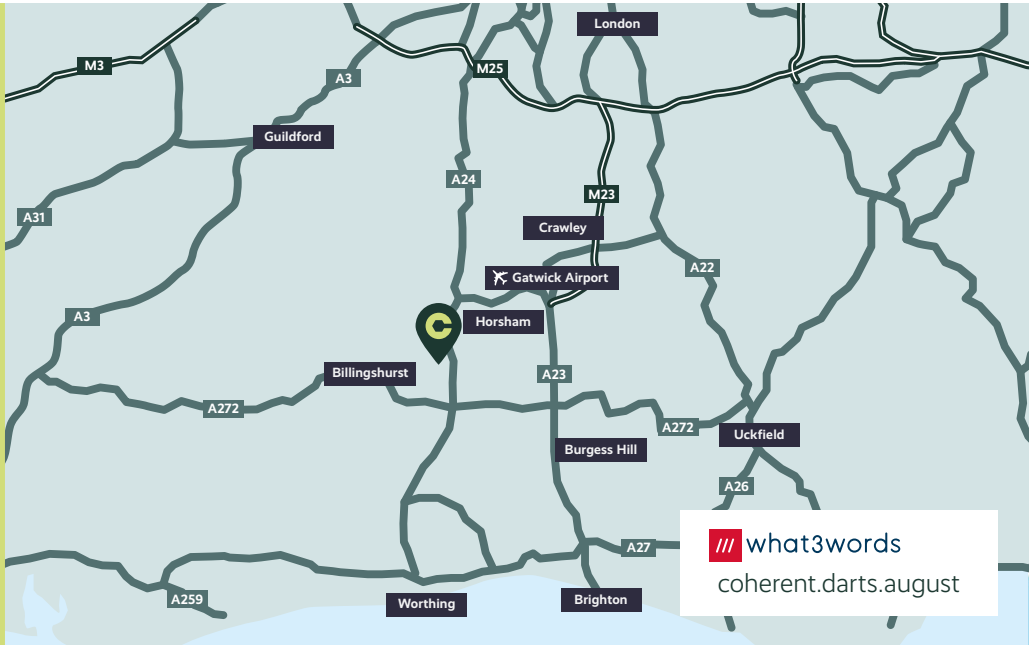 London
M3
M25
A3
Guildford
A24
M23
A31
Crawley
A22
Gatwick Airport
A3
Horsham
Billingshurst
A23
A272
A272
Uckfield
Burgess Hill
A26
what3words
A27
coherent.darts.august
A259
Worthing
Brighton